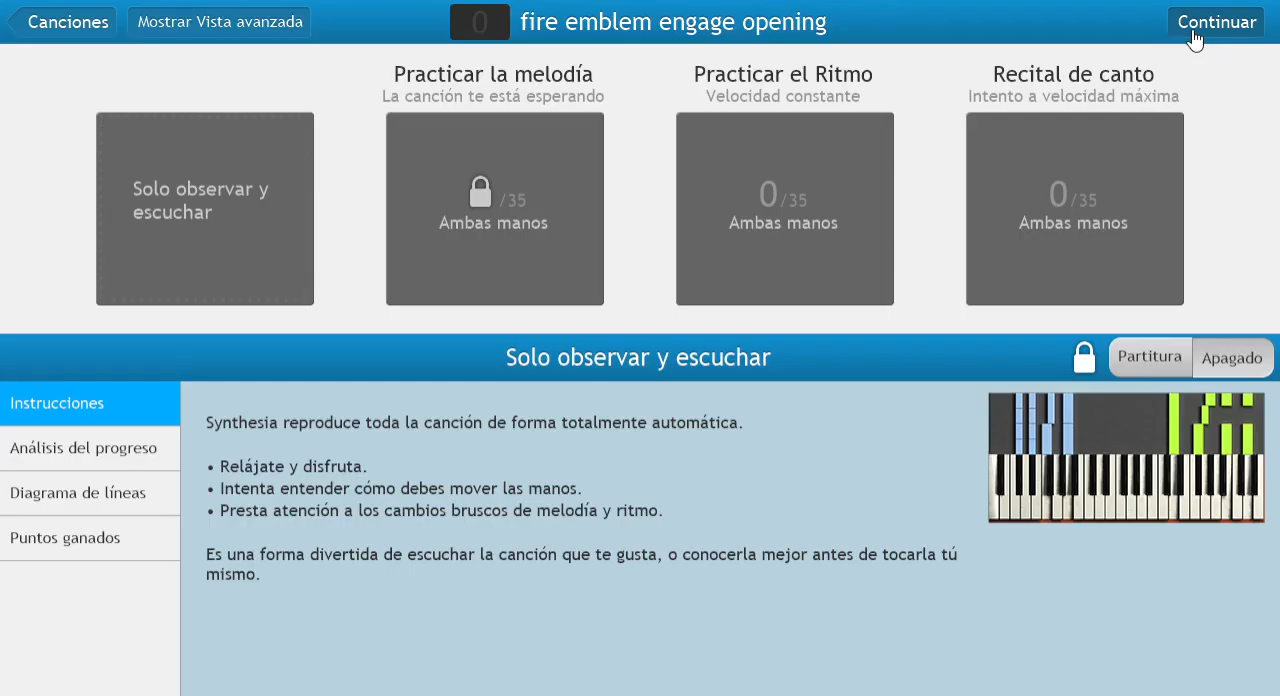 Canciones
Mostrar Vista avanzada
0
fire emblem engage opening
Continuar
Practicar la melodía
La canción te está esperando
Practicar el Ritmo
Velocidad constante
Recital de canto
Intento a velocidad máxima
Solo observar y
escuchar
/35
Ambas manos
0/35
Ambas manos
0/35
Ambas manos
Solo observar y escuchar
Partitura
Apagado
Instrucciones
Análisis del progreso
Diagrama de líneas
Puntos ganados
Synthesia reproduce toda la canción de forma totalmente automática.
• Relájate y disfruta.
• Intenta entender cómo debes mover las manos.
• Presta atención a los cambios bruscos de melodía y ritmo.
Es una forma divertida de escuchar la canción que te gusta, o conocerla mejor antes de tocarla tú
mismo.